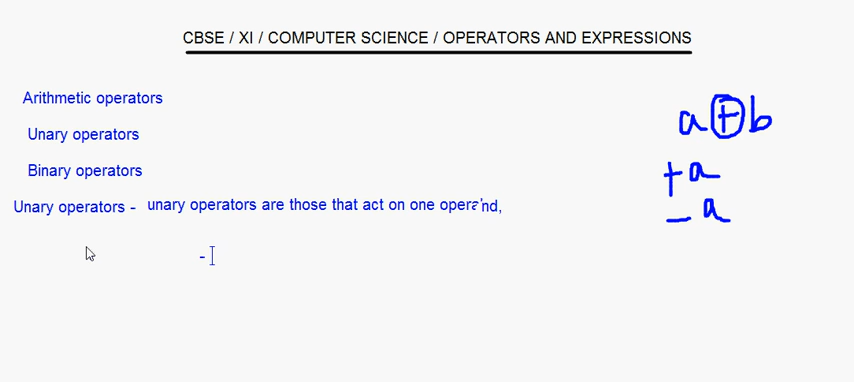 CBSE / XI / COMPUTER SCIENCE / OPERATORS AND EXPRESSIONS
Arithmetic operators
a + b
Unary operators
Binary operators
+a
Unary operators - unary operators are those that act on one operand,
-a
-